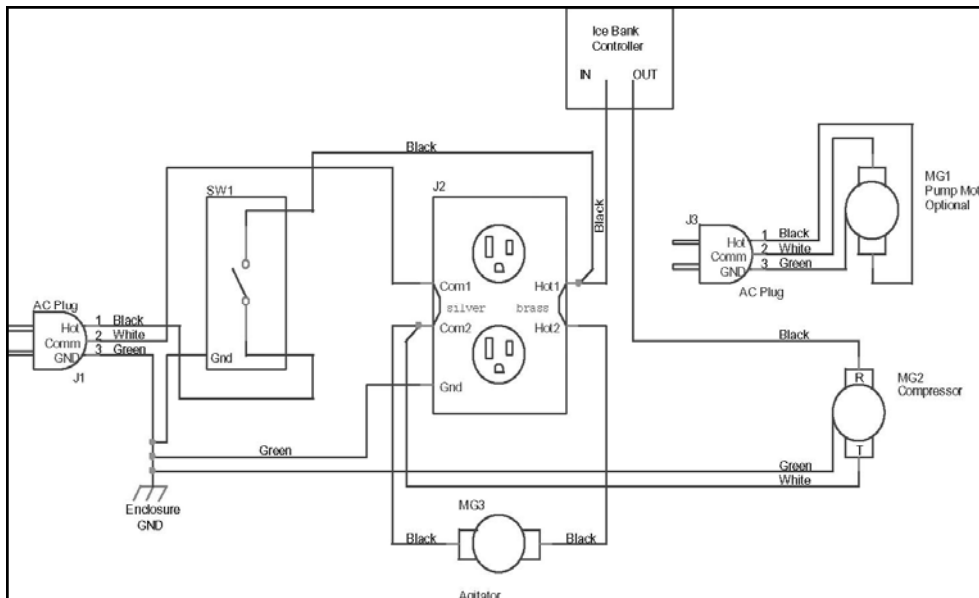 Ice Bank
Controller
IN OUT
Black
SW1
J2
Black
MG1
Pump Mot
Optional
J3
1 Black
Hot
2 White
Comm
3 Green
GND
AC Plug
Com1
Hot1
silver
brass
Com2
Hot2
AC Plug
1 Black
Hot
2 White
Comm
3 Green
GND
J1
Gnd
Gnd
Black
R
MG2
Compressor
T
Green
Green
White
Enclosure
GND
MG3
Black
Black
Agitator